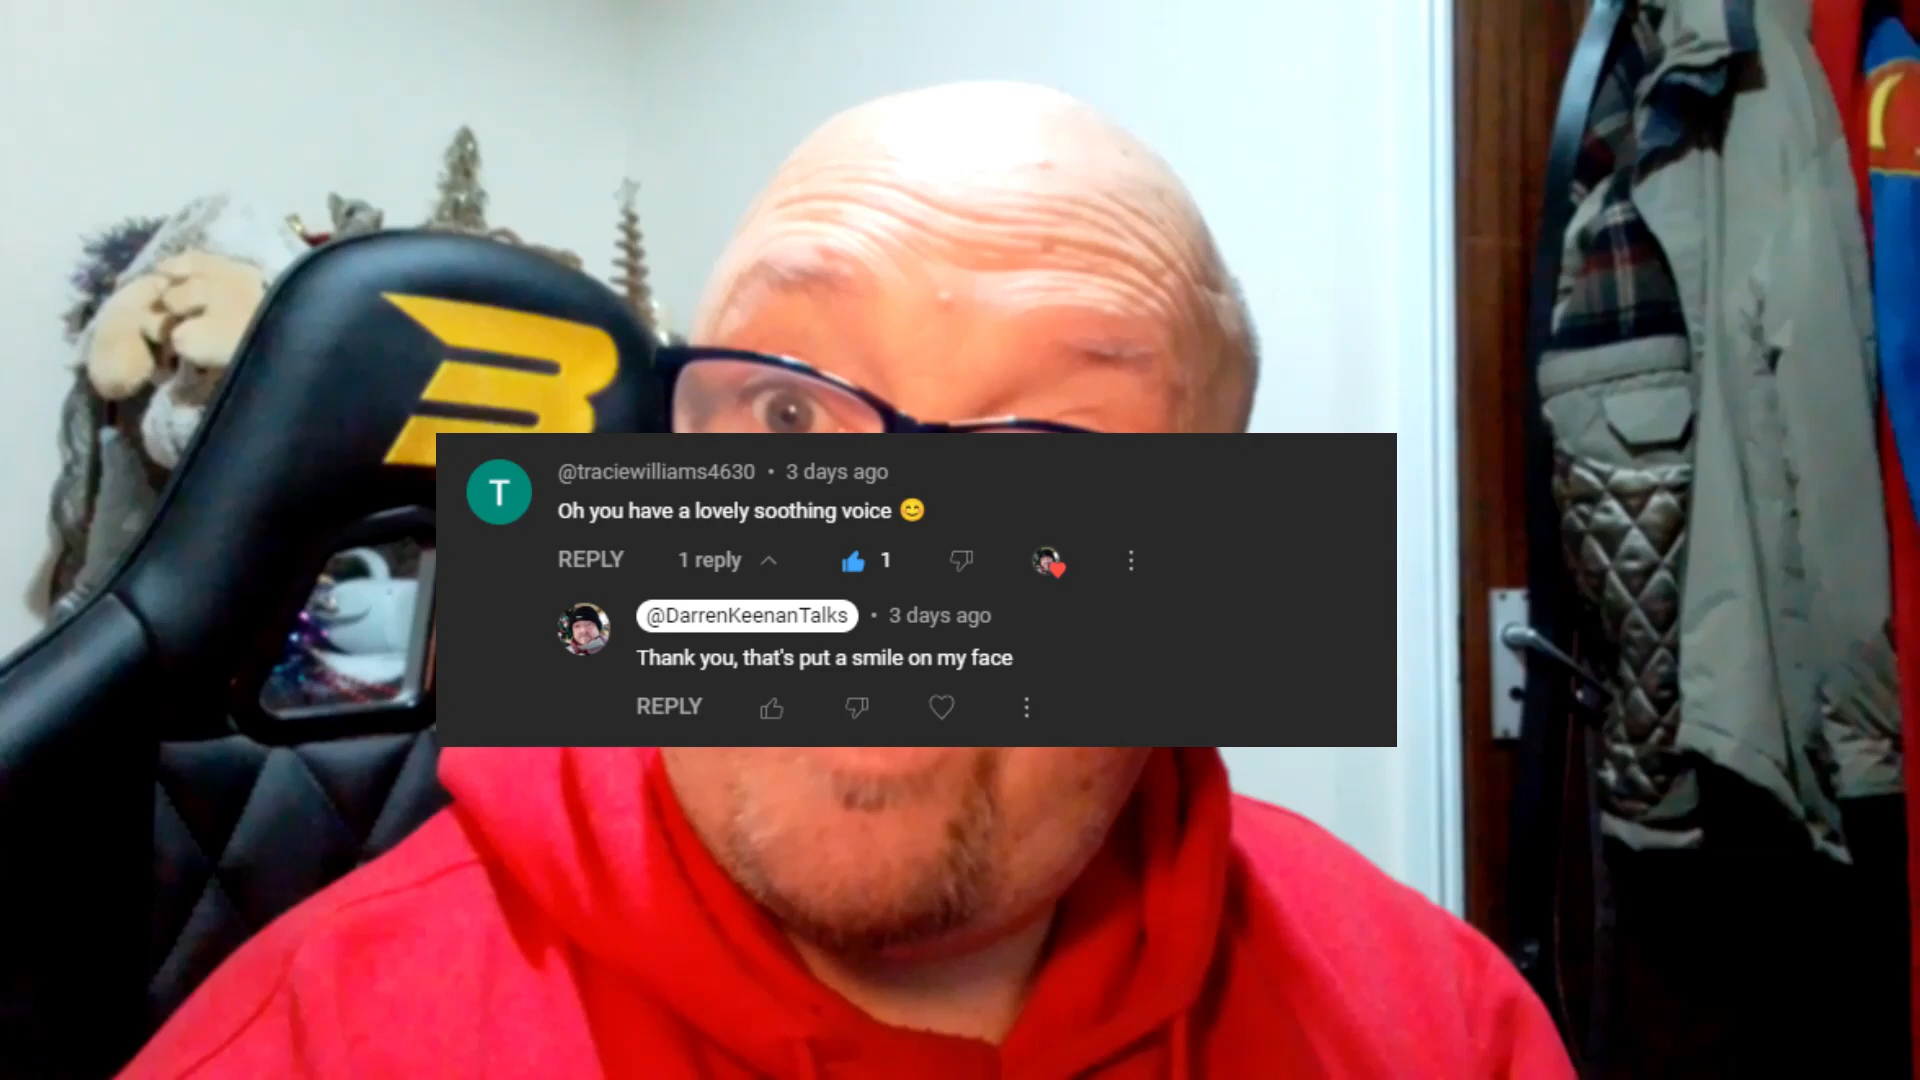 T
@traciewilliams4630 • 3 days ago
Oh you have a lovely soothing voice 😊
REPLY 1 reply 1
@DarrenKeenanTalks • 3 days ago
Thank you, that's put a smile on my face
REPLY